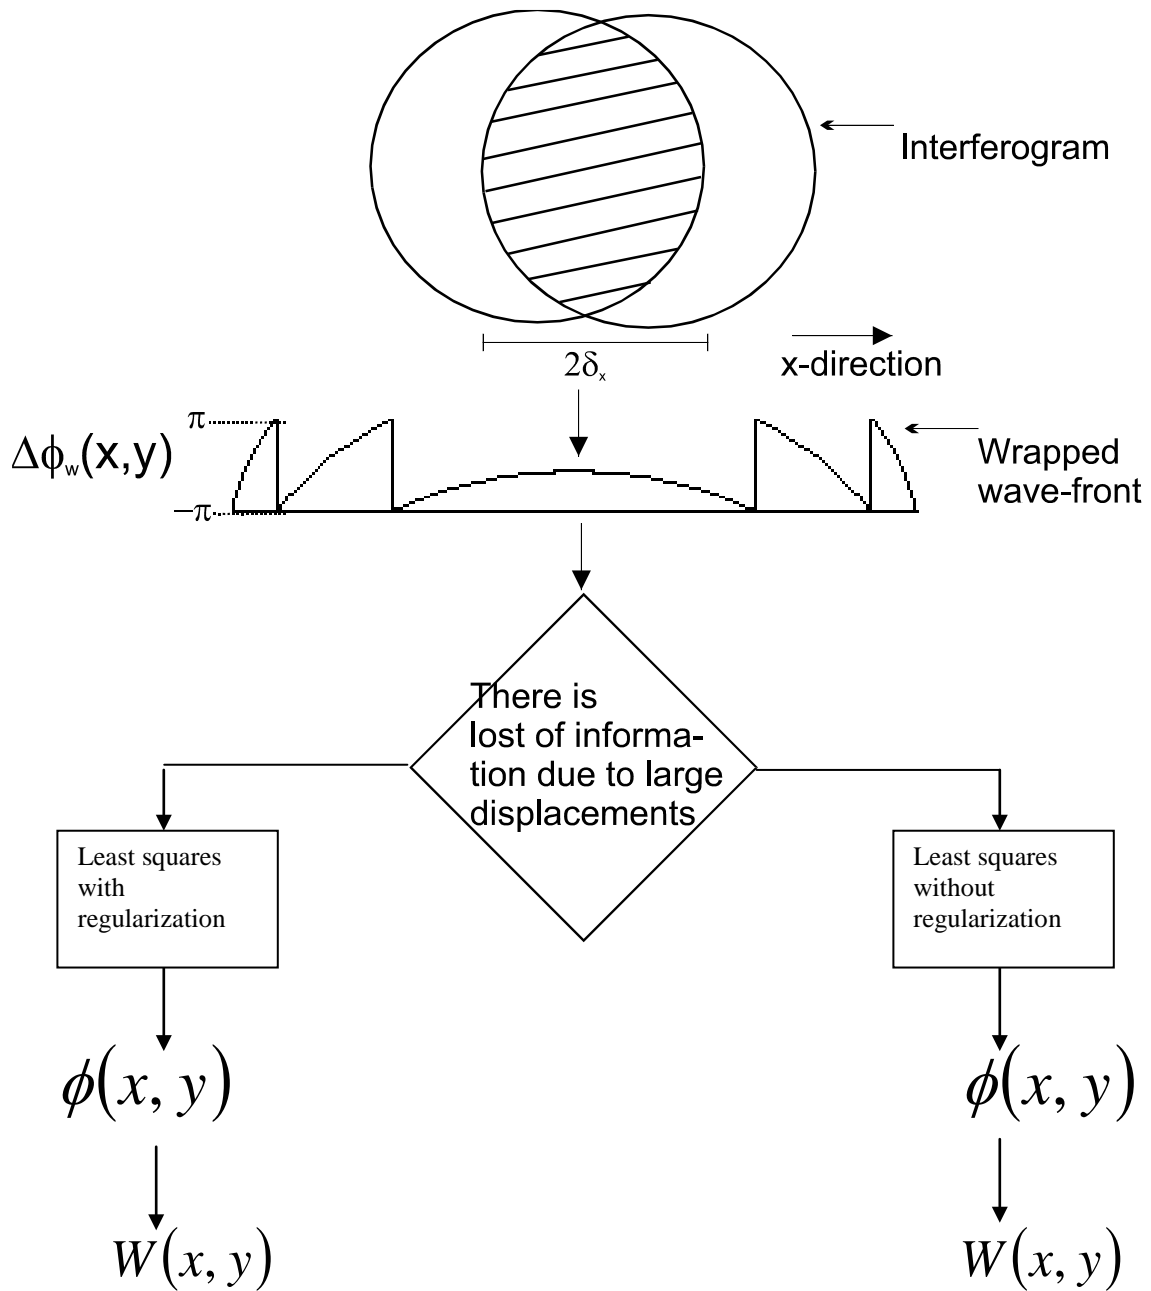 Interferogram
2δₓ
x-direction
π
Δϕ_w(x,y)
−π
Wrapped
wave-front
There is
lost of informa-
tion due to large
displacements
Least squares
with
regularization
Least squares
without
regularization
ϕ(x, y)
ϕ(x, y)
W(x, y)
W(x, y)